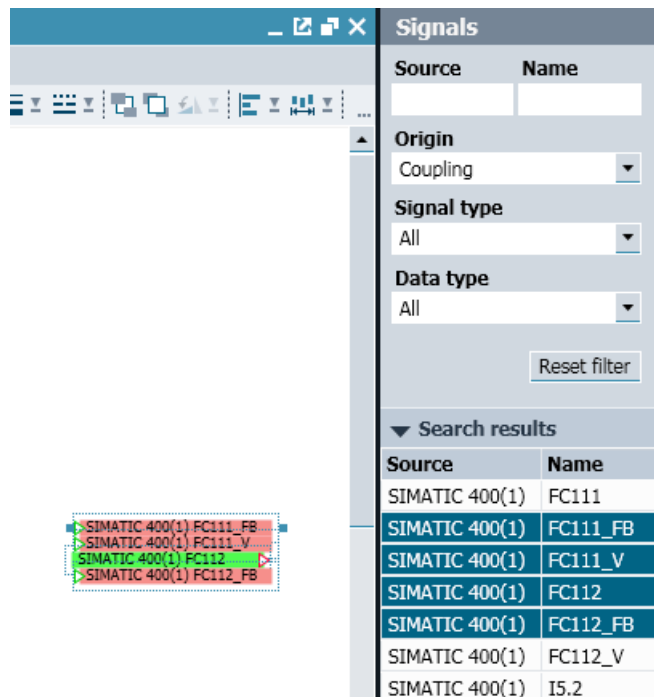 Signals
Source Name
Origin
Coupling
Signal type
All
Data type
All
Reset filter
Search results
Source Name
SIMATIC 400(1) FC111
SIMATIC 400(1) FC111_FB
SIMATIC 400(1) FC111_V
SIMATIC 400(1) FC112
SIMATIC 400(1) FC112_FB
SIMATIC 400(1) FC112_V
SIMATIC 400(1) I5.2
...
SIMATIC 400(1) FC111_FB
SIMATIC 400(1) FC111_V
SIMATIC 400(1) FC112
SIMATIC 400(1) FC112_FB